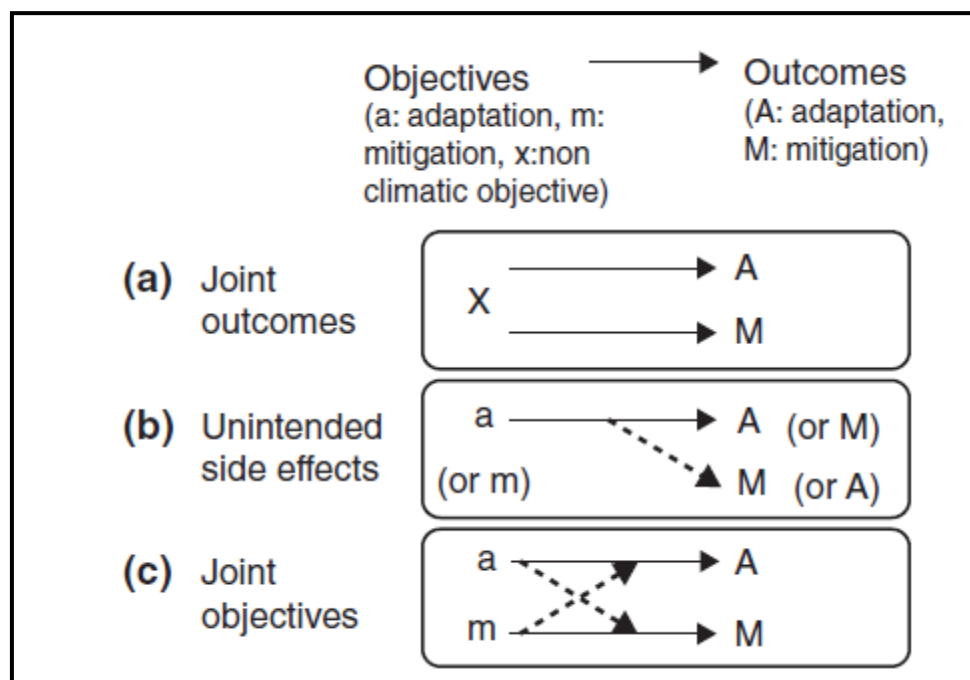 Objectives
(a: adaptation, m:
mitigation, x:non
climatic objective)
Outcomes
(A: adaptation,
M: mitigation)
(a) Joint
outcomes
X
A
M
(b) Unintended
side effects
a
(or m)
A (or M)
M (or A)
(c) Joint
objectives
a
m
A
M